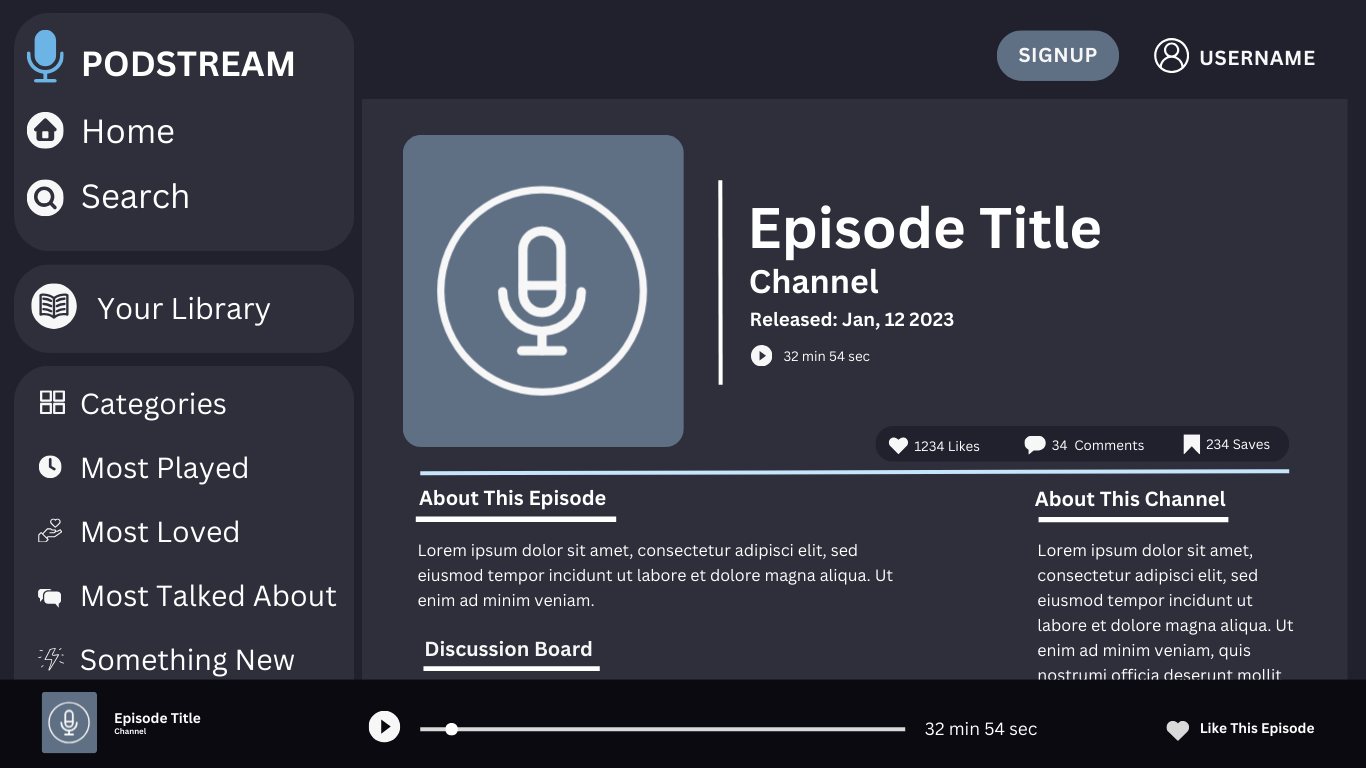 PODSTREAM
Home
Search
Your Library
Categories
Most Played
Most Loved
Most Talked About
Something New
SIGNUP
USERNAME
Episode Title
Channel
Released: Jan, 12 2023
32 min 54 sec
1234 Likes
34 Comments
234 Saves
About This Episode
Lorem ipsum dolor sit amet, consectetur adipisci elit, sed
eiusmod tempor incidunt ut labore et dolore magna aliqua. Ut
enim ad minim veniam.
Discussion Board
About This Channel
Lorem ipsum dolor sit amet,
consectetur adipisci elit, sed
eiusmod tempor incidunt ut
labore et dolore magna aliqua. Ut
enim ad minim veniam, quis
nostrumi officia deserunt mollit
Episode Title
Channel
32 min 54 sec
Like This Episode